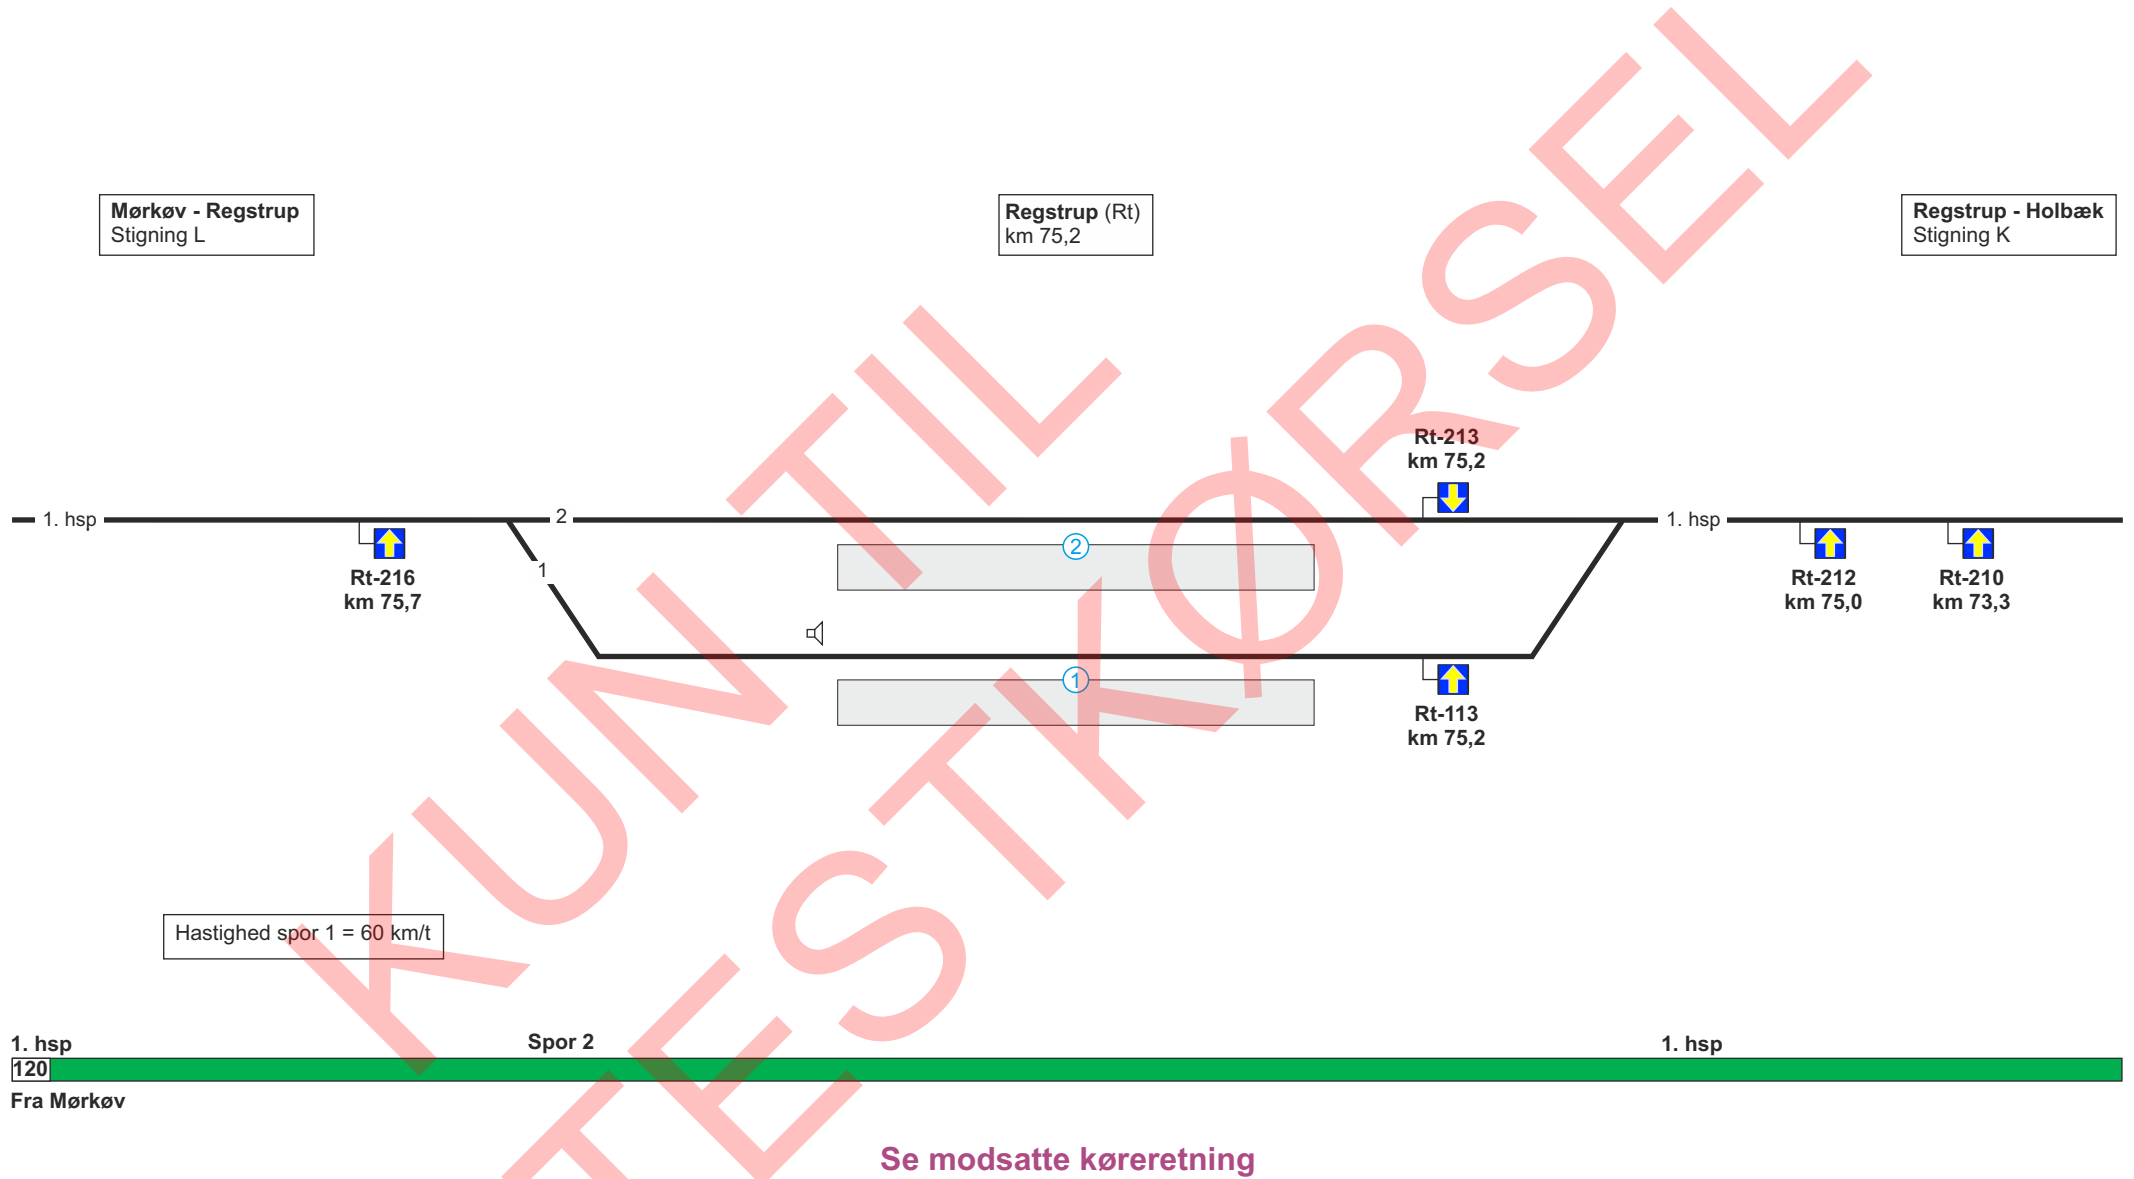 Mørkøv - Regstrup
Stigning L
Regstrup (Rt)
km 75,2
Regstrup - Holbæk
Stigning K
Rt-213
km 75,2
1. hsp
2
1. hsp
2
1
Rt-216
km 75,7
Rt-212
km 75,0
Rt-210
km 73,3
1
Rt-113
km 75,2
Hastighed spor 1 = 60 km/t
1. hsp
Spor 2
1. hsp
120
Fra Mørkøv
Se modsatte køreretning
KUN TIL
TESTKØRSEL